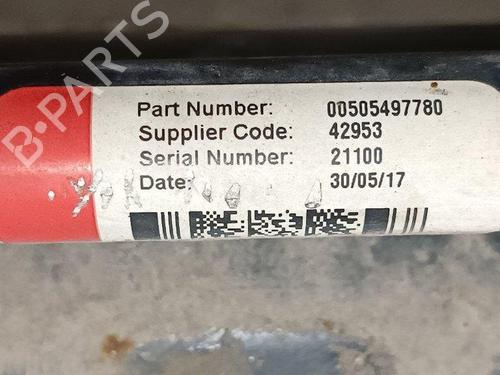 B-PARTS
Part Number: 00505497780
Supplier Code: 42953
Serial Number: 21100
Date: 30/05/17